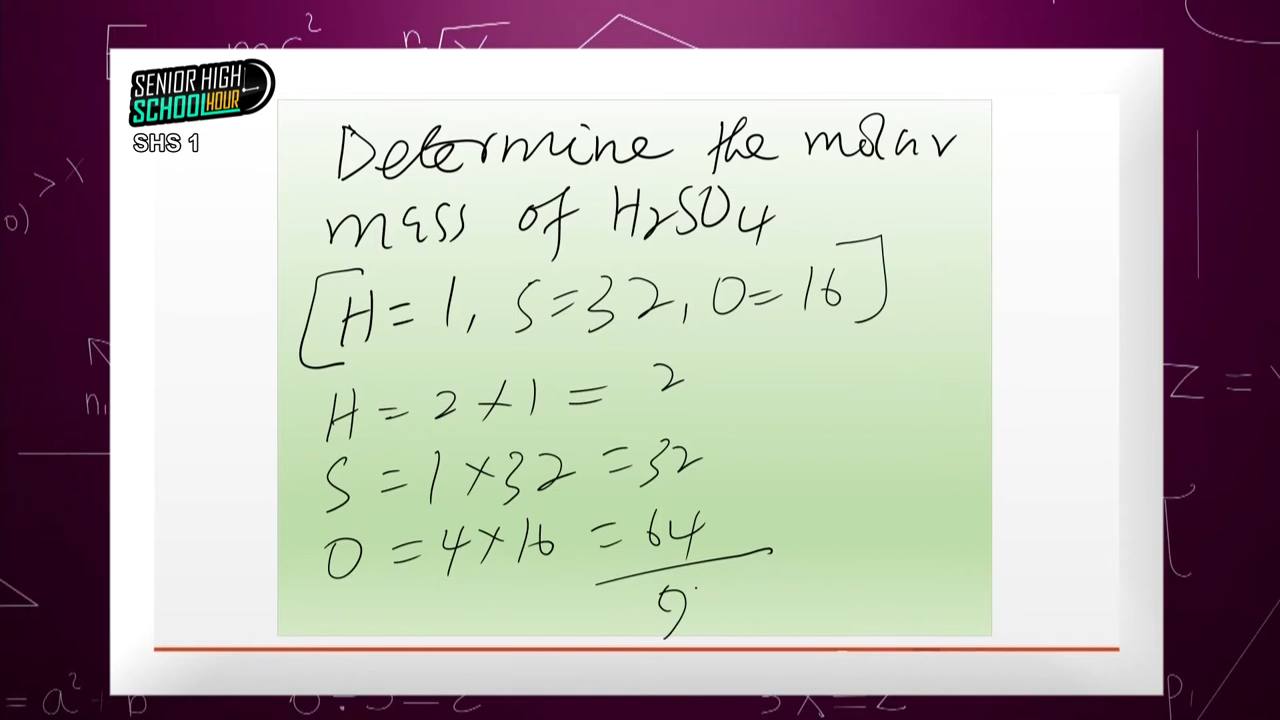 SENIOR HIGH
SCHOOL HOUR
SHS 1
Determine the molar
mass of H2SO4
[H = 1, S = 32, O = 16]
H = 2 × 1 = 2
S = 1 × 32 = 32
O = 4 × 16 = 64
9